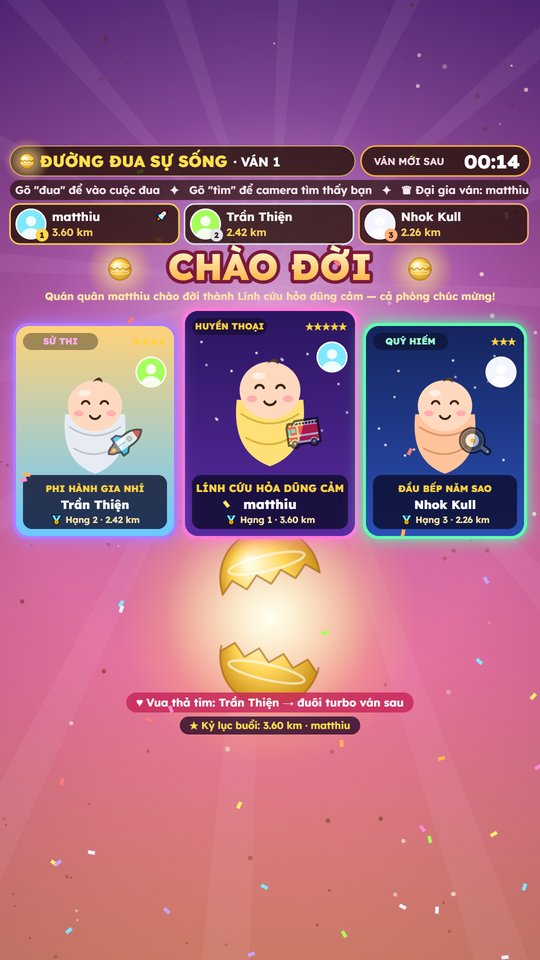 ĐƯỜNG ĐUA SỰ SỐNG · VÁN 1
VÁN MỚI SAU 00:14
Gõ "đua" để vào cuộc đua ✦ Gõ "tim" để camera tìm thấy bạn ✦ ♛ Đại gia ván: matthiu
matthiu
1 3.60 km
Trần Thiện
2 2.42 km
Nhok Kull
3 2.26 km
CHÀO ĐỜI
Quán quân matthiu chào đời thành Lính cứu hỏa dũng cảm — cả phòng chúc mừng!
SỬ THI ★★★★
PHI HÀNH GIA NHÍ
Trần Thiện
Hạng 2 · 2.42 km
HUYỀN THOẠI ★★★★★
LÍNH CỨU HỎA DŨNG CẢM
matthiu
Hạng 1 · 3.60 km
QUÝ HIẾM ★★★
ĐẦU BẾP NĂM SAO
Nhok Kull
Hạng 3 · 2.26 km
♥ Vua thả tim: Trần Thiện → đuôi turbo ván sau
★ Kỷ lục buổi: 3.60 km · matthiu